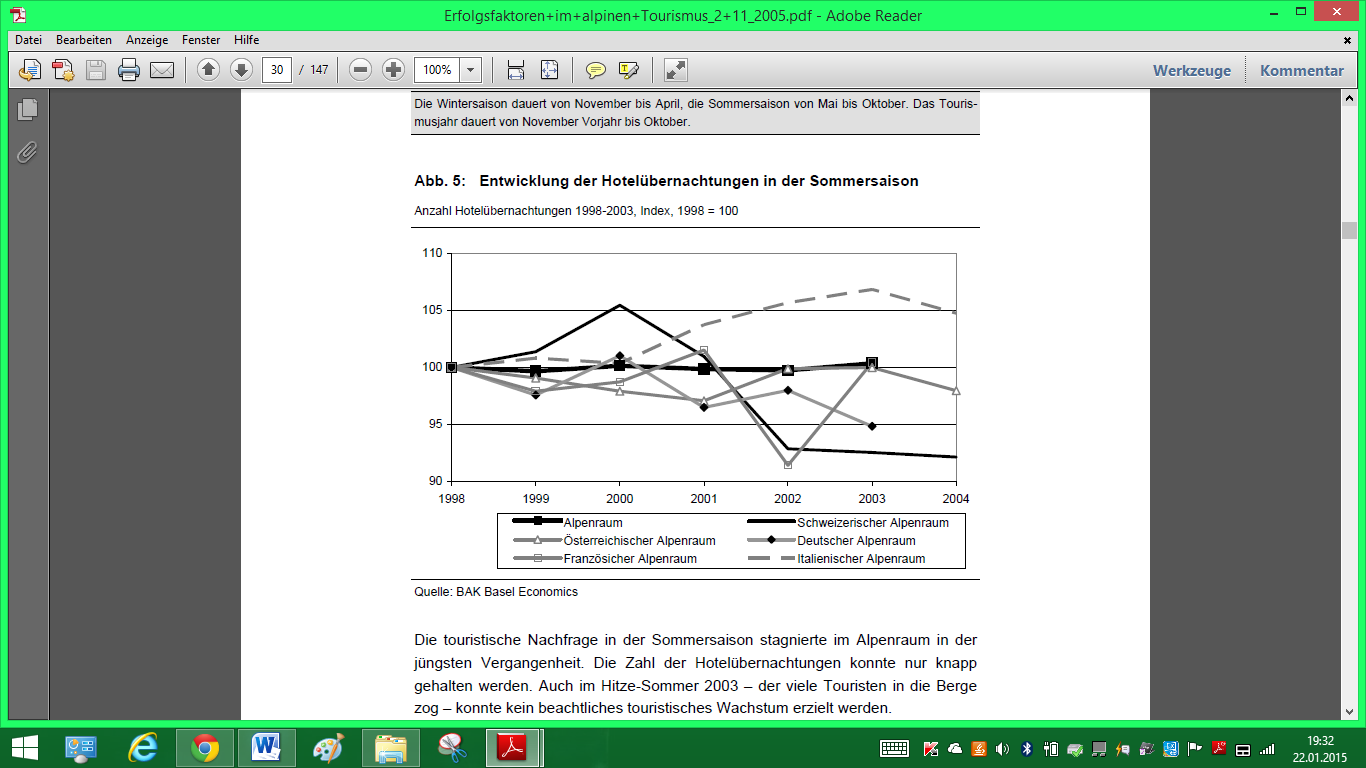 Erfolgsfaktoren+im+alpinen+Tourismus_2+11_2005.pdf - Adobe Reader
Datei Bearbeiten Anzeige Fenster Hilfe
30 / 147
100%
Werkzeuge Kommentar
Die Wintersaison dauert von November bis April, die Sommersaison von Mai bis Oktober. Das Touris-
musjahr dauert von November Vorjahr bis Oktober.
Abb. 5: Entwicklung der Hotelübernachtungen in der Sommersaison
Anzahl Hotelübernachtungen 1998-2003, Index, 1998 = 100
110
105
100
95
90
1998 1999 2000 2001 2002 2003 2004
Alpenraum Schweizerischer Alpenraum
Österreichischer Alpenraum Deutscher Alpenraum
Französicher Alpenraum Italienischer Alpenraum
Quelle: BAK Basel Economics
Die touristische Nachfrage in der Sommersaison stagnierte im Alpenraum in der
jüngsten Vergangenheit. Die Zahl der Hotelübernachtungen konnte nur knapp
gehalten werden. Auch im Hitze-Sommer 2003 – der viele Touristen in die Berge
zog – konnte kein beachtliches touristisches Wachstum erzielt werden.
19:32
22.01.2015